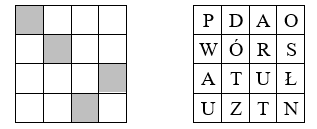 P D A O
W Ó R S
A T U Ł
U Z T N